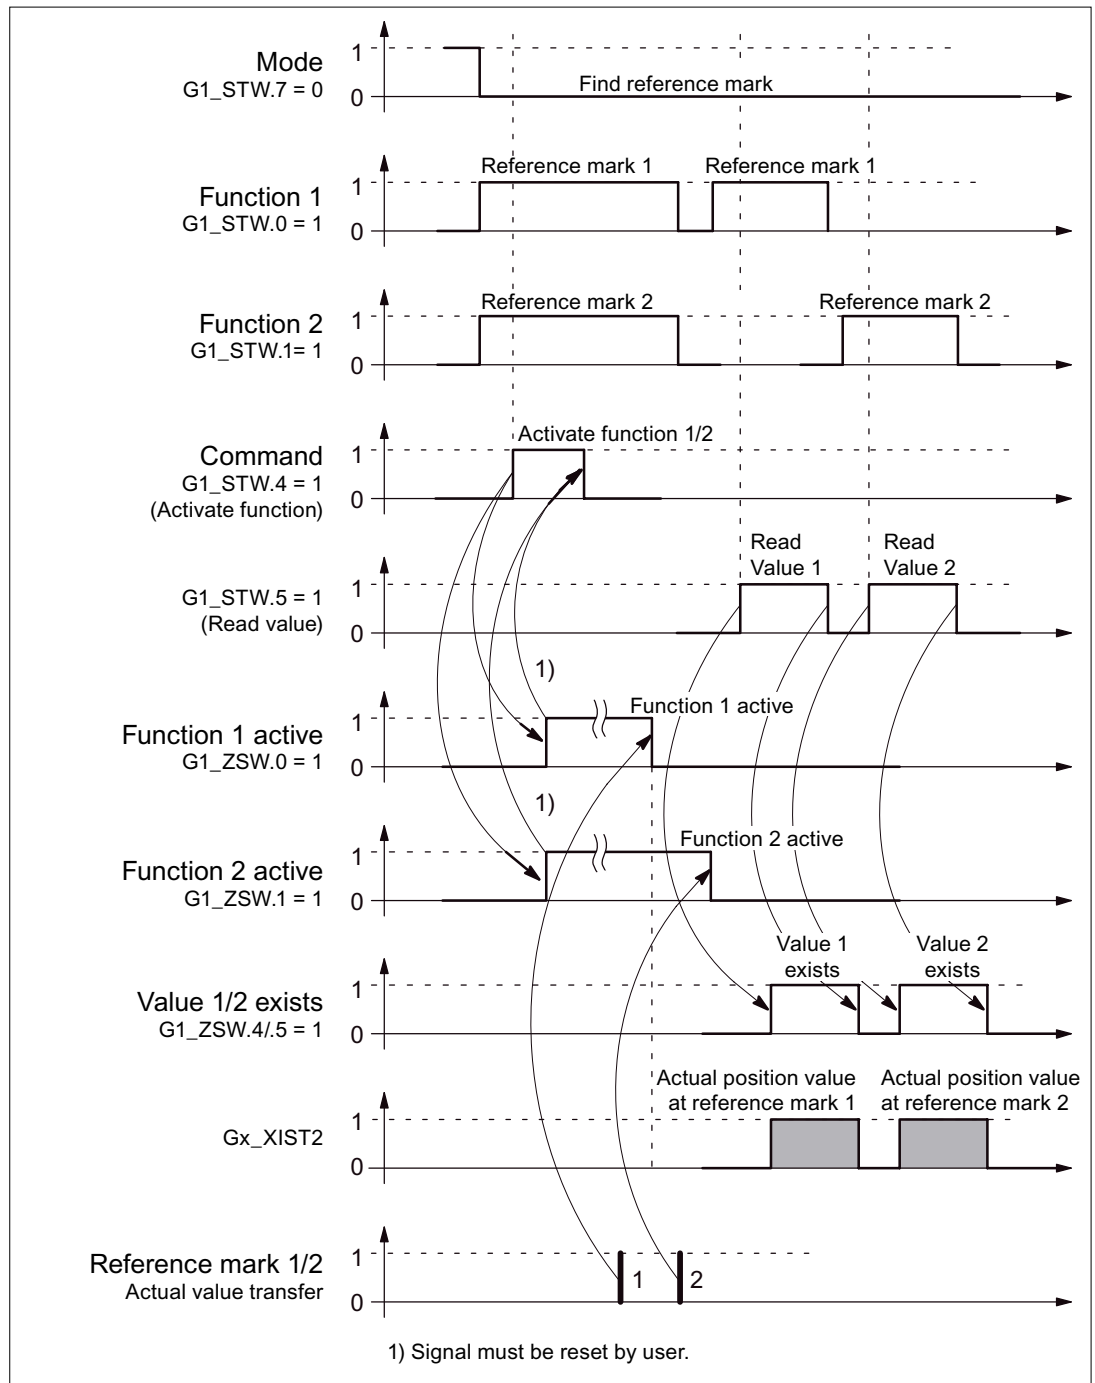 Mode
G1_STW.7 = 0
1
0
Find reference mark
Function 1
G1_STW.0 = 1
1
0
Reference mark 1
Reference mark 1
Function 2
G1_STW.1= 1
1
0
Reference mark 2
Reference mark 2
Command
G1_STW.4 = 1
(Activate function)
1
0
Activate function 1/2
G1_STW.5 = 1
(Read value)
1
0
Read
Value 1
Read
Value 2
1)
Function 1 active
G1_ZSW.0 = 1
1
0
Function 1 active
1)
Function 2 active
G1_ZSW.1 = 1
1
0
Function 2 active
Value 1/2 exists
G1_ZSW.4/.5 = 1
1
0
Value 1
exists
Value 2
exists
Gx_XIST2
1
0
Actual position value
at reference mark 1
Actual position value
at reference mark 2
Reference mark 1/2
Actual value transfer
1
0
1
2
1) Signal must be reset by user.